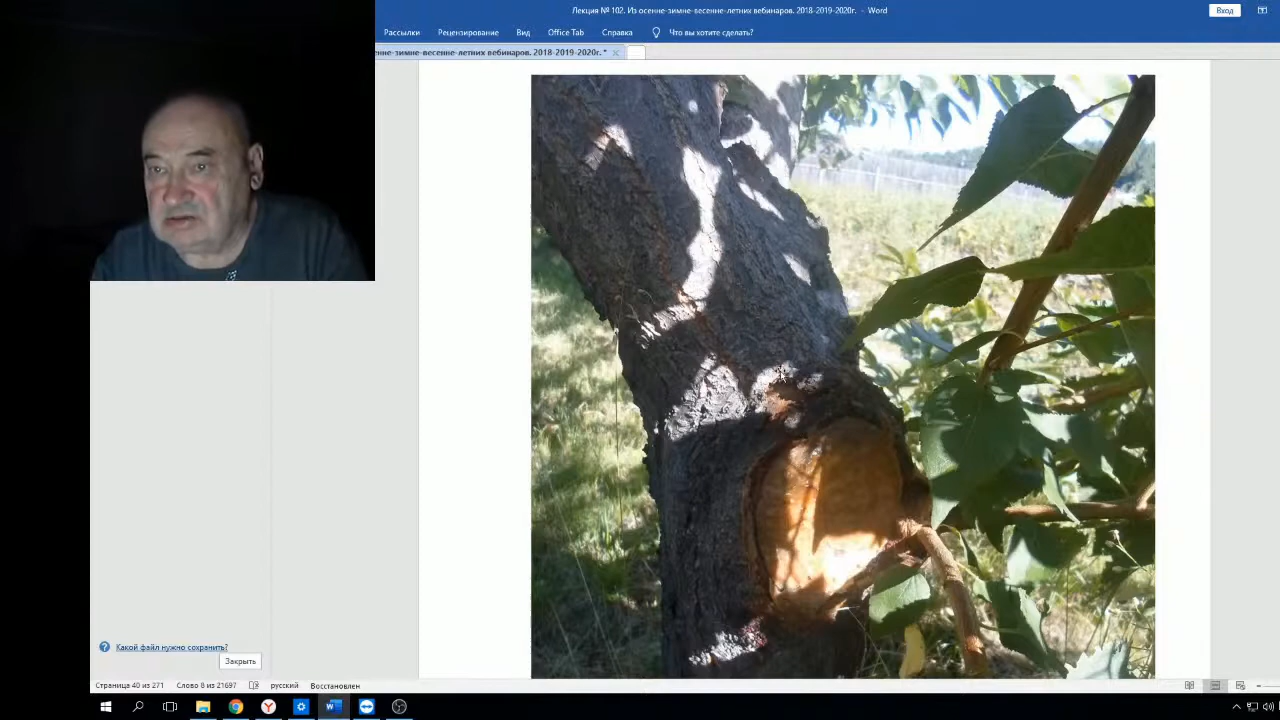 Лекция № 102. Из осенне-зимне-весенне-летних вебинаров. 2018-2019-2020г. - Word
Вход
Рассылки Рецензирование Вид Office Tab Справка Что вы хотите сделать?
нне-зимне-весенне-летних вебинаров. 2018-2019-2020г. *
Какой файл нужно сохранить?
Закрыть
Страница 40 из 271 Слово 8 из 21697 русский Восстановлен